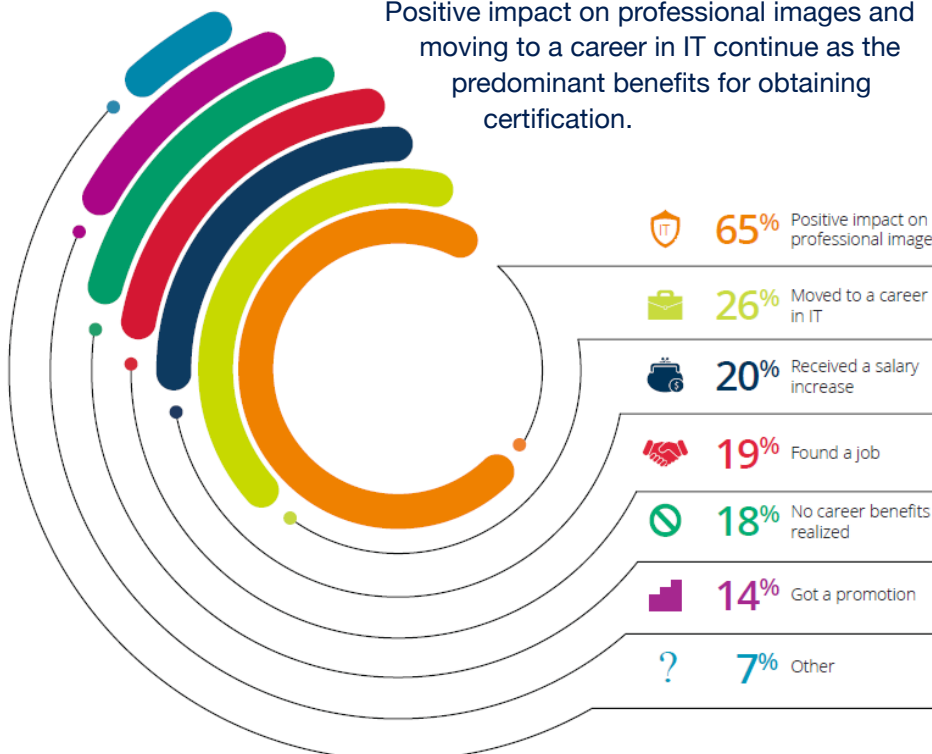 Positive impact on professional images and
moving to a career in IT continue as the
predominant benefits for obtaining
certification.
IT
65%
Positive impact on
professional image
26%
Moved to a career
in IT
20%
Received a salary
increase
19%
Found a job
18%
No career benefits
realized
14%
Got a promotion
?
7%
Other